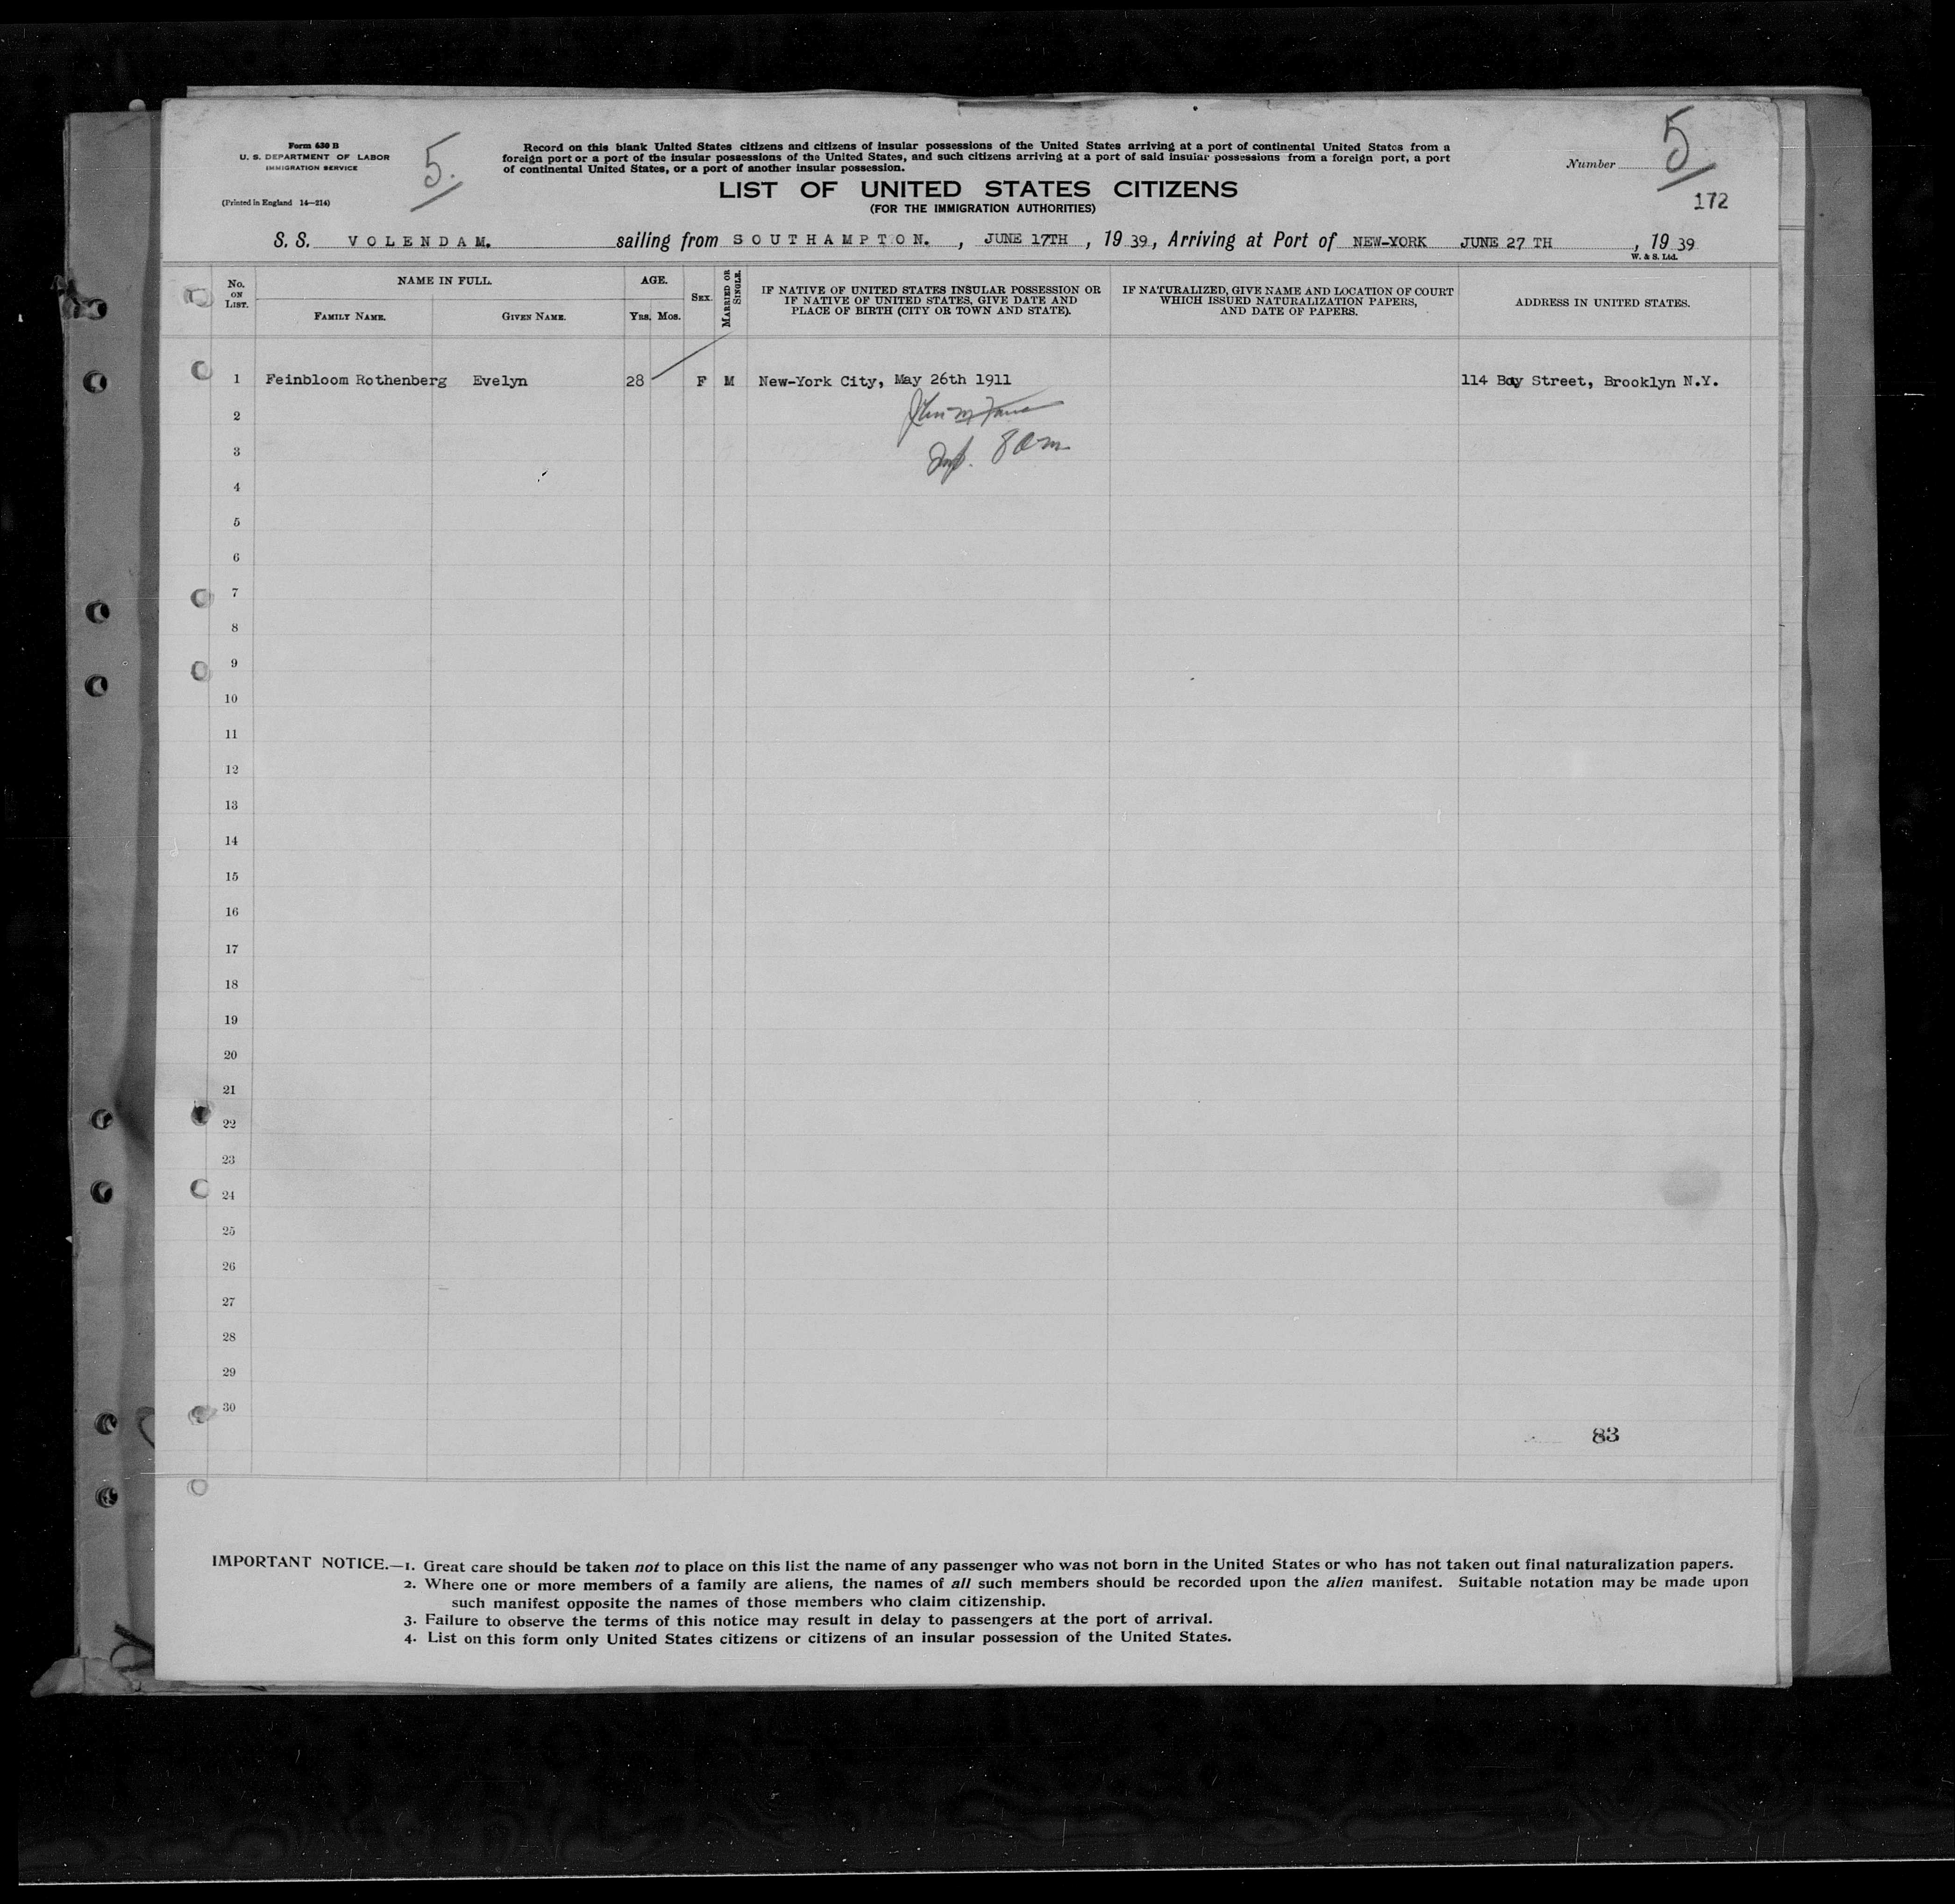 Form 630 B
U. S. DEPARTMENT OF LABOR
IMMIGRATION SERVICE
(Printed in England 14—214)
5.
Record on this blank United States citizens and citizens of insular possessions of the United States arriving at a port of continental United States from a
foreign port or a port of the insular possessions of the United States, and such citizens arriving at a port of said insular possessions from a foreign port, a port
of continental United States, or a port of another insular possession.
Number 5
172
LIST OF UNITED STATES CITIZENS
(FOR THE IMMIGRATION AUTHORITIES)
S. S. VOLENDAM. sailing from SOUTHAMPTON. , JUNE 17TH , 19 39, Arriving at Port of NEW-YORK JUNE 27 TH , 19 39
W. & S. Ltd.
No. ON LIST.
NAME IN FULL.
FAMILY NAME.
GIVEN NAME.
AGE.
YRS. MOS.
SEX.
MARRIED OR SINGLE.
IF NATIVE OF UNITED STATES INSULAR POSSESSION OR
IF NATIVE OF UNITED STATES, GIVE DATE AND
PLACE OF BIRTH (CITY OR TOWN AND STATE).
IF NATURALIZED, GIVE NAME AND LOCATION OF COURT
WHICH ISSUED NATURALIZATION PAPERS,
AND DATE OF PAPERS.
ADDRESS IN UNITED STATES.
1 Feinbloom Rothenberg Evelyn 28 F M New-York City, May 26th 1911 114 Bay Street, Brooklyn N.Y.
2
3
4
5
6
7
8
9
10
11
12
13
14
15
16
17
18
19
20
21
22
23
24
25
26
27
28
29
30
83
IMPORTANT NOTICE.—1. Great care should be taken not to place on this list the name of any passenger who was not born in the United States or who has not taken out final naturalization papers.
2. Where one or more members of a family are aliens, the names of all such members should be recorded upon the alien manifest. Suitable notation may be made upon
such manifest opposite the names of those members who claim citizenship.
3. Failure to observe the terms of this notice may result in delay to passengers at the port of arrival.
4. List on this form only United States citizens or citizens of an insular possession of the United States.